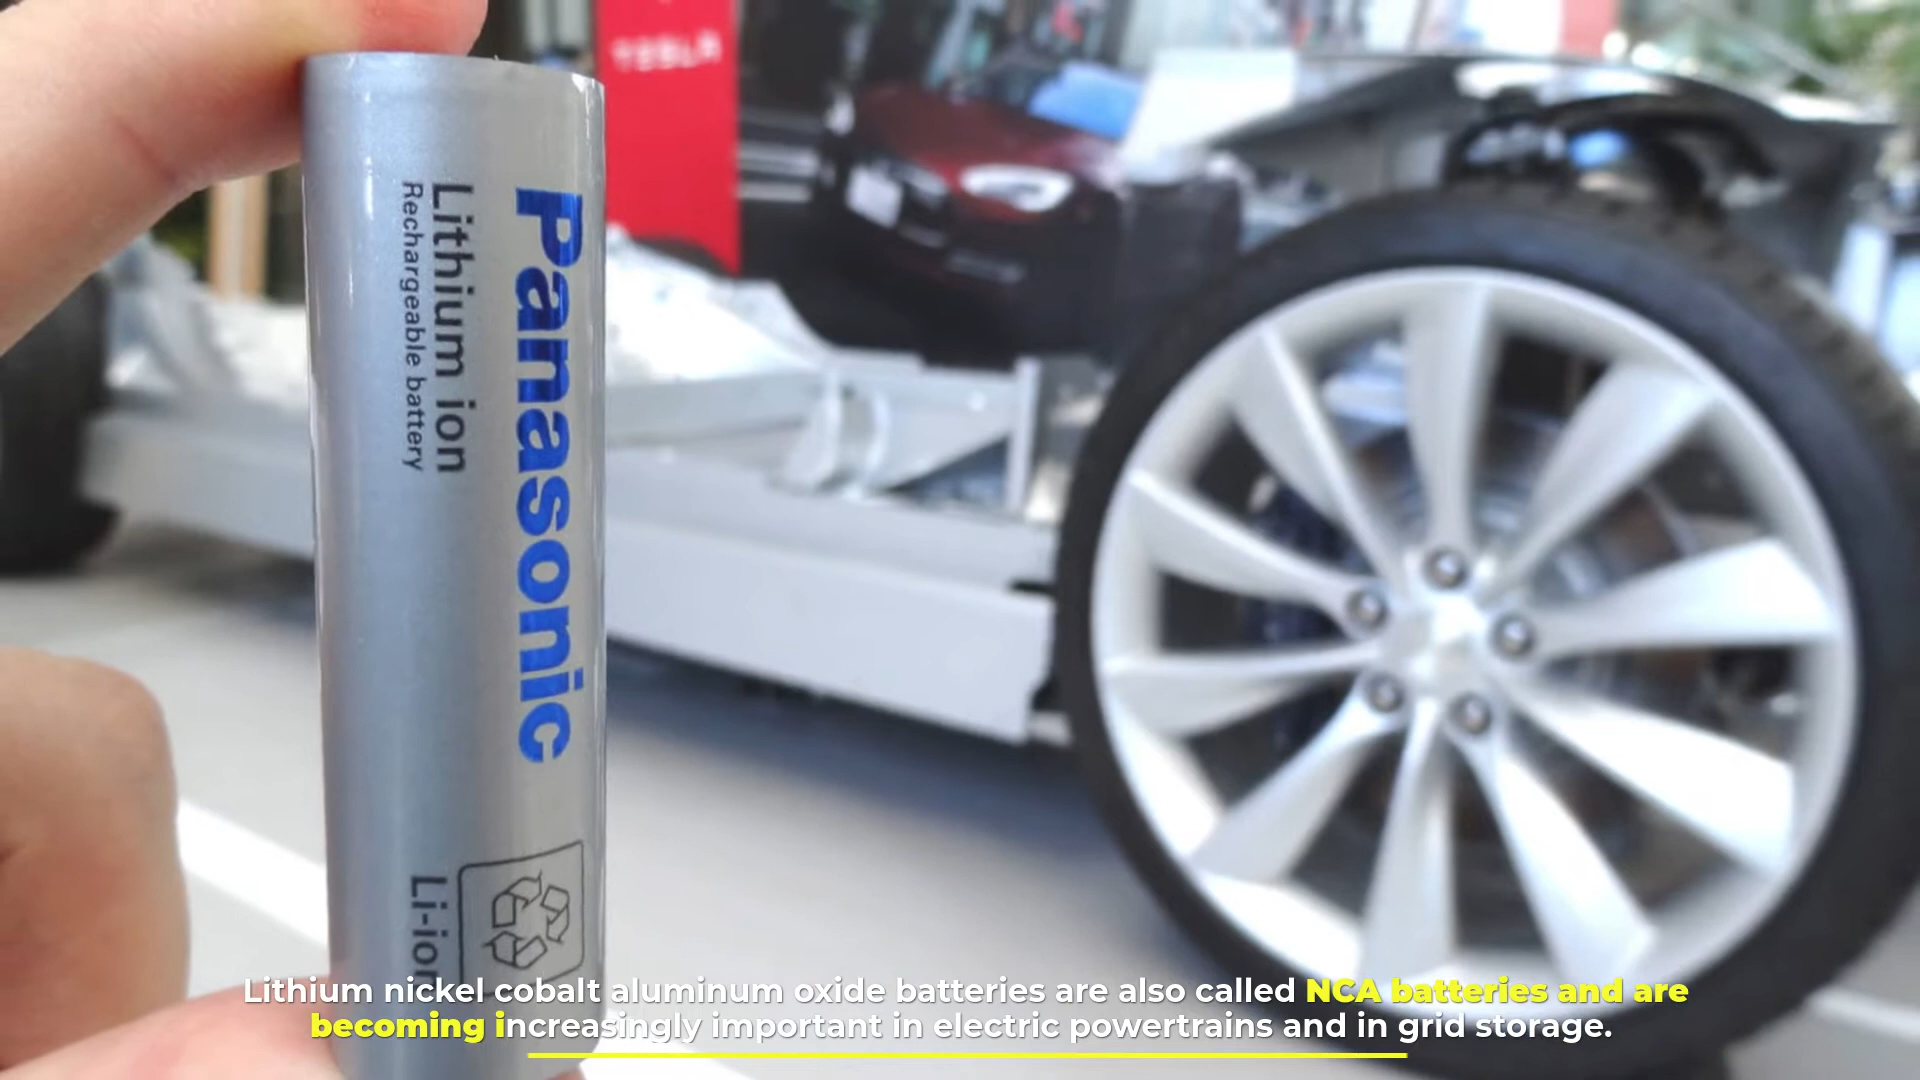 TESLA
Panasonic
Lithium ion
Rechargeable battery
Li-ion
Lithium nickel cobalt aluminum oxide batteries are also called NCA batteries and are
becoming increasingly important in electric powertrains and in grid storage.